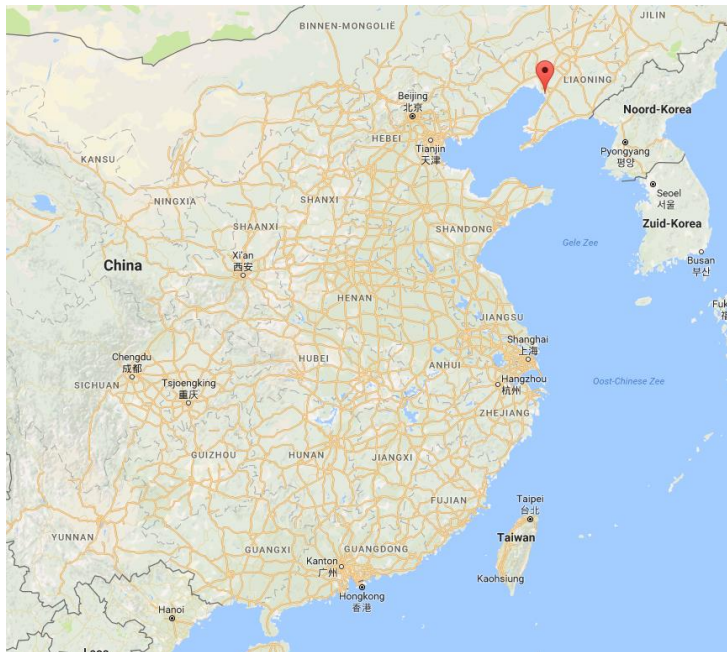 BINNEN-MONGOLIË
JILIN
LIAONING
Beijing
北京
Noord-Korea
HEBEI
Tianjin
天津
Pyongyang
평양
KANSU
Seoel
서울
NINGXIA
SHANXI
SHAANXI
SHANDONG
Zuid-Korea
Gele Zee
Xi'an
西安
Busan
부산
China
HENAN
JIANGSU
Fuk
Shanghai
上海
Chengdu
成都
HUBEI
ANHUI
Hangzhou
杭州
Oost-Chinese Zee
SICHUAN
Tsjoengking
重庆
ZHEJIANG
GUIZHOU
HUNAN
JIANGXI
FUJIAN
Taipei
台北
YUNNAN
Taiwan
GUANGXI
Kanton
广州
GUANGDONG
Kaohsiung
Hongkong
香港
Hanoi